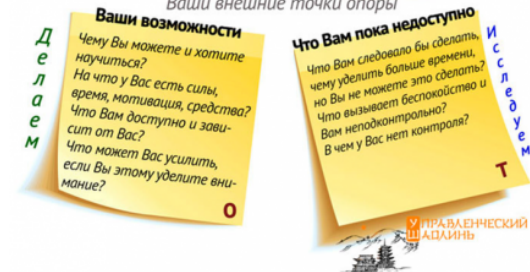 Ваши внешние точки опоры
Делаем
Ваши возможности
Чему Вы можете и хотите
научиться?
На что у Вас есть силы,
время, мотивация, средства?
Что Вам доступно и зави-
сит от Вас?
Что может Вас усилить,
если Вы этому уделите вни-
мание?
О
Что Вам пока недоступно
Что Вам следовало бы сделать,
чему уделить больше времени,
но Вы не можете это сделать?
Что вызывает беспокойство и
Вам неподконтрольно?
В чем у Вас нет контроля?
Т
Исследуем
УПРАВЛЕНЧЕСКИЙ
ШАОЛИНЬ